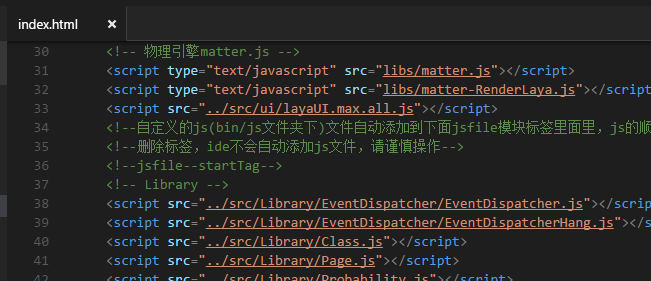 index.html ×
30 <!-- 物理引擎matter.js -->
31 <script type="text/javascript" src="libs/matter.js"></script>
32 <script type="text/javascript" src="libs/matter-RenderLaya.js"></script>
33 <script src="../src/ui/layaUI.max.all.js"></script>
34 <!--自定义的js(bin/js文件夹下)文件自动添加到下面jsfile模块标签里面里，js的顺
35 <!--删除标签，ide不会自动添加js文件，请谨慎操作-->
36 <!--jsfile--startTag-->
37 <!-- Library -->
38 <script src="../src/Library/EventDispatcher/EventDispatcher.js"></script
39 <script src="../src/Library/EventDispatcher/EventDispatcherHang.js"></s
40 <script src="../src/Library/Class.js"></script>
41 <script src="../src/Library/Page.js"></script>
42 <script src="../src/Library/Probability.js"></script>